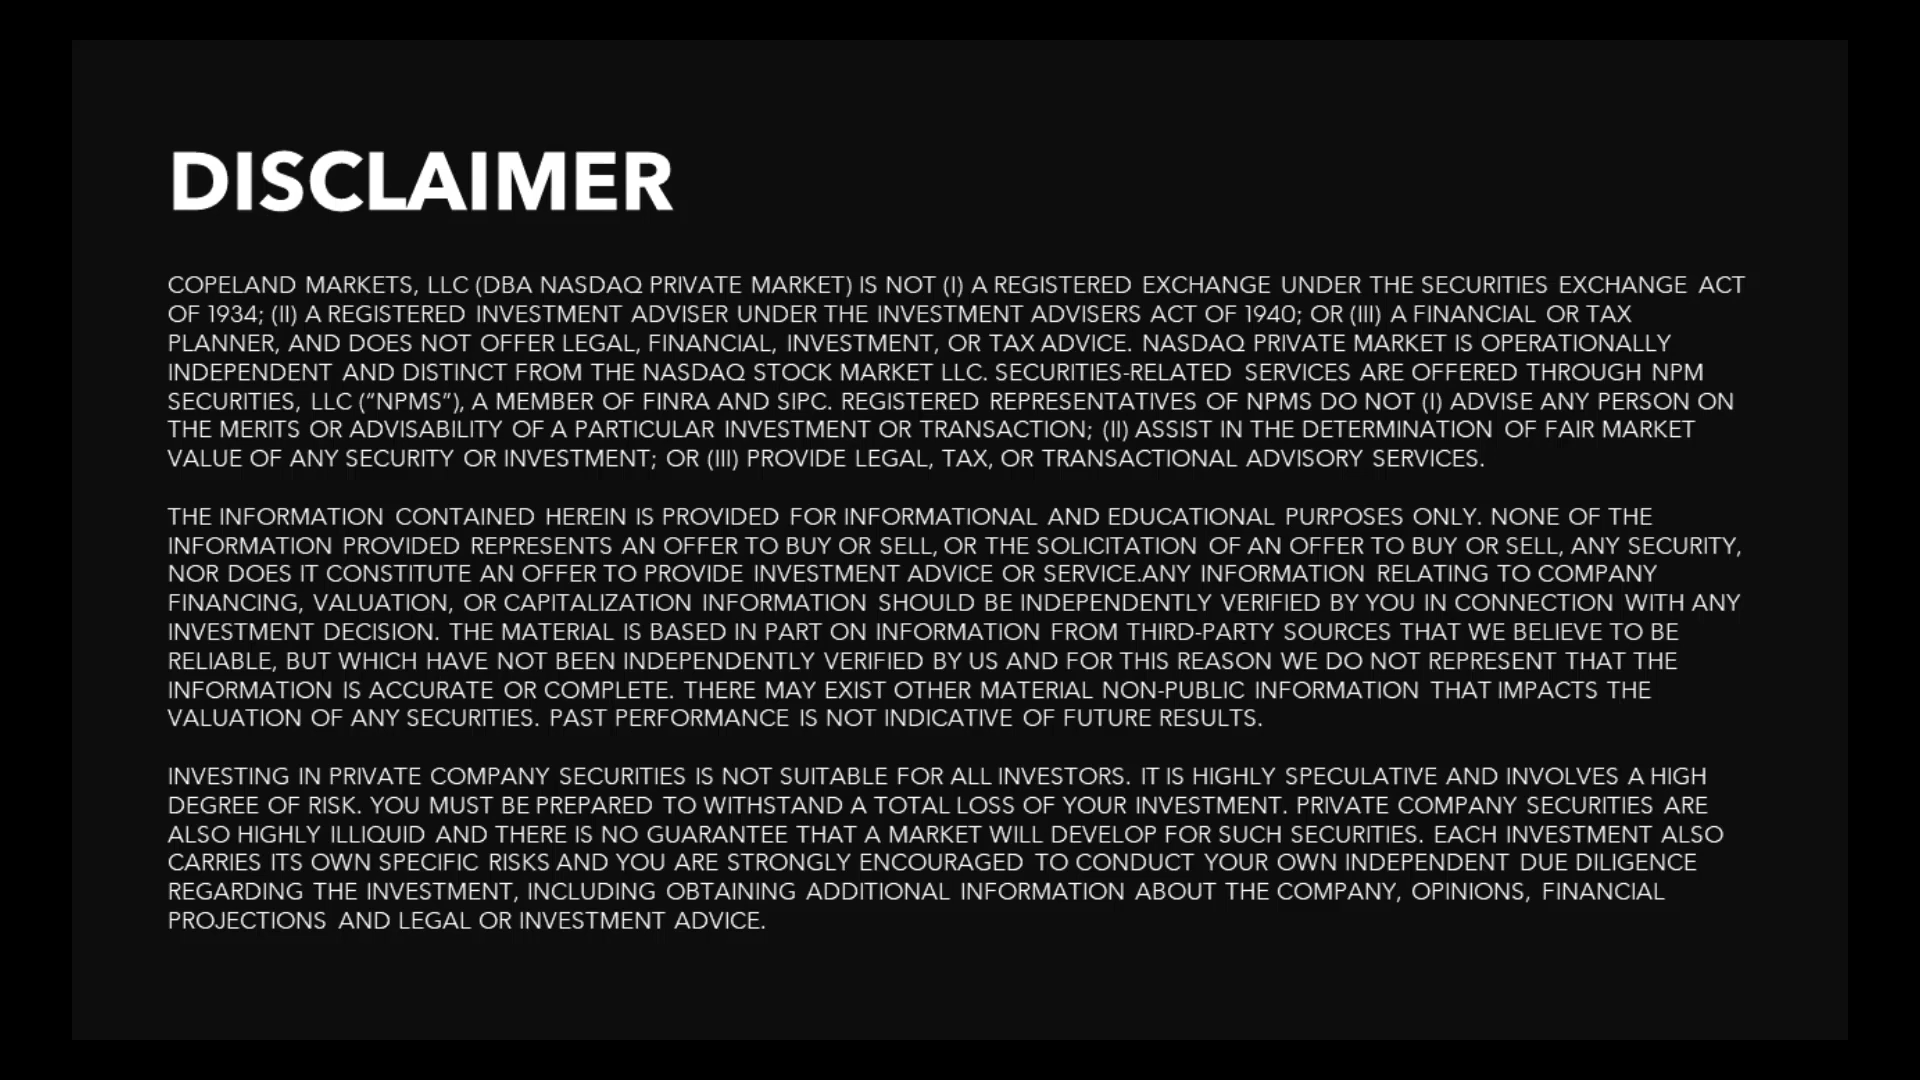 DISCLAIMER
COPELAND MARKETS, LLC (DBA NASDAQ PRIVATE MARKET) IS NOT (I) A REGISTERED EXCHANGE UNDER THE SECURITIES EXCHANGE ACT
OF 1934; (II) A REGISTERED INVESTMENT ADVISER UNDER THE INVESTMENT ADVISERS ACT OF 1940; OR (III) A FINANCIAL OR TAX
PLANNER, AND DOES NOT OFFER LEGAL, FINANCIAL, INVESTMENT, OR TAX ADVICE. NASDAQ PRIVATE MARKET IS OPERATIONALLY
INDEPENDENT AND DISTINCT FROM THE NASDAQ STOCK MARKET LLC. SECURITIES-RELATED SERVICES ARE OFFERED THROUGH NPM
SECURITIES, LLC (“NPMS”), A MEMBER OF FINRA AND SIPC. REGISTERED REPRESENTATIVES OF NPMS DO NOT (I) ADVISE ANY PERSON ON
THE MERITS OR ADVISABILITY OF A PARTICULAR INVESTMENT OR TRANSACTION; (II) ASSIST IN THE DETERMINATION OF FAIR MARKET
VALUE OF ANY SECURITY OR INVESTMENT; OR (III) PROVIDE LEGAL, TAX, OR TRANSACTIONAL ADVISORY SERVICES.
THE INFORMATION CONTAINED HEREIN IS PROVIDED FOR INFORMATIONAL AND EDUCATIONAL PURPOSES ONLY. NONE OF THE
INFORMATION PROVIDED REPRESENTS AN OFFER TO BUY OR SELL, OR THE SOLICITATION OF AN OFFER TO BUY OR SELL, ANY SECURITY,
NOR DOES IT CONSTITUTE AN OFFER TO PROVIDE INVESTMENT ADVICE OR SERVICE.ANY INFORMATION RELATING TO COMPANY
FINANCING, VALUATION, OR CAPITALIZATION INFORMATION SHOULD BE INDEPENDENTLY VERIFIED BY YOU IN CONNECTION WITH ANY
INVESTMENT DECISION. THE MATERIAL IS BASED IN PART ON INFORMATION FROM THIRD-PARTY SOURCES THAT WE BELIEVE TO BE
RELIABLE, BUT WHICH HAVE NOT BEEN INDEPENDENTLY VERIFIED BY US AND FOR THIS REASON WE DO NOT REPRESENT THAT THE
INFORMATION IS ACCURATE OR COMPLETE. THERE MAY EXIST OTHER MATERIAL NON-PUBLIC INFORMATION THAT IMPACTS THE
VALUATION OF ANY SECURITIES. PAST PERFORMANCE IS NOT INDICATIVE OF FUTURE RESULTS.
INVESTING IN PRIVATE COMPANY SECURITIES IS NOT SUITABLE FOR ALL INVESTORS. IT IS HIGHLY SPECULATIVE AND INVOLVES A HIGH
DEGREE OF RISK. YOU MUST BE PREPARED TO WITHSTAND A TOTAL LOSS OF YOUR INVESTMENT. PRIVATE COMPANY SECURITIES ARE
ALSO HIGHLY ILLIQUID AND THERE IS NO GUARANTEE THAT A MARKET WILL DEVELOP FOR SUCH SECURITIES. EACH INVESTMENT ALSO
CARRIES ITS OWN SPECIFIC RISKS AND YOU ARE STRONGLY ENCOURAGED TO CONDUCT YOUR OWN INDEPENDENT DUE DILIGENCE
REGARDING THE INVESTMENT, INCLUDING OBTAINING ADDITIONAL INFORMATION ABOUT THE COMPANY, OPINIONS, FINANCIAL
PROJECTIONS AND LEGAL OR INVESTMENT ADVICE.